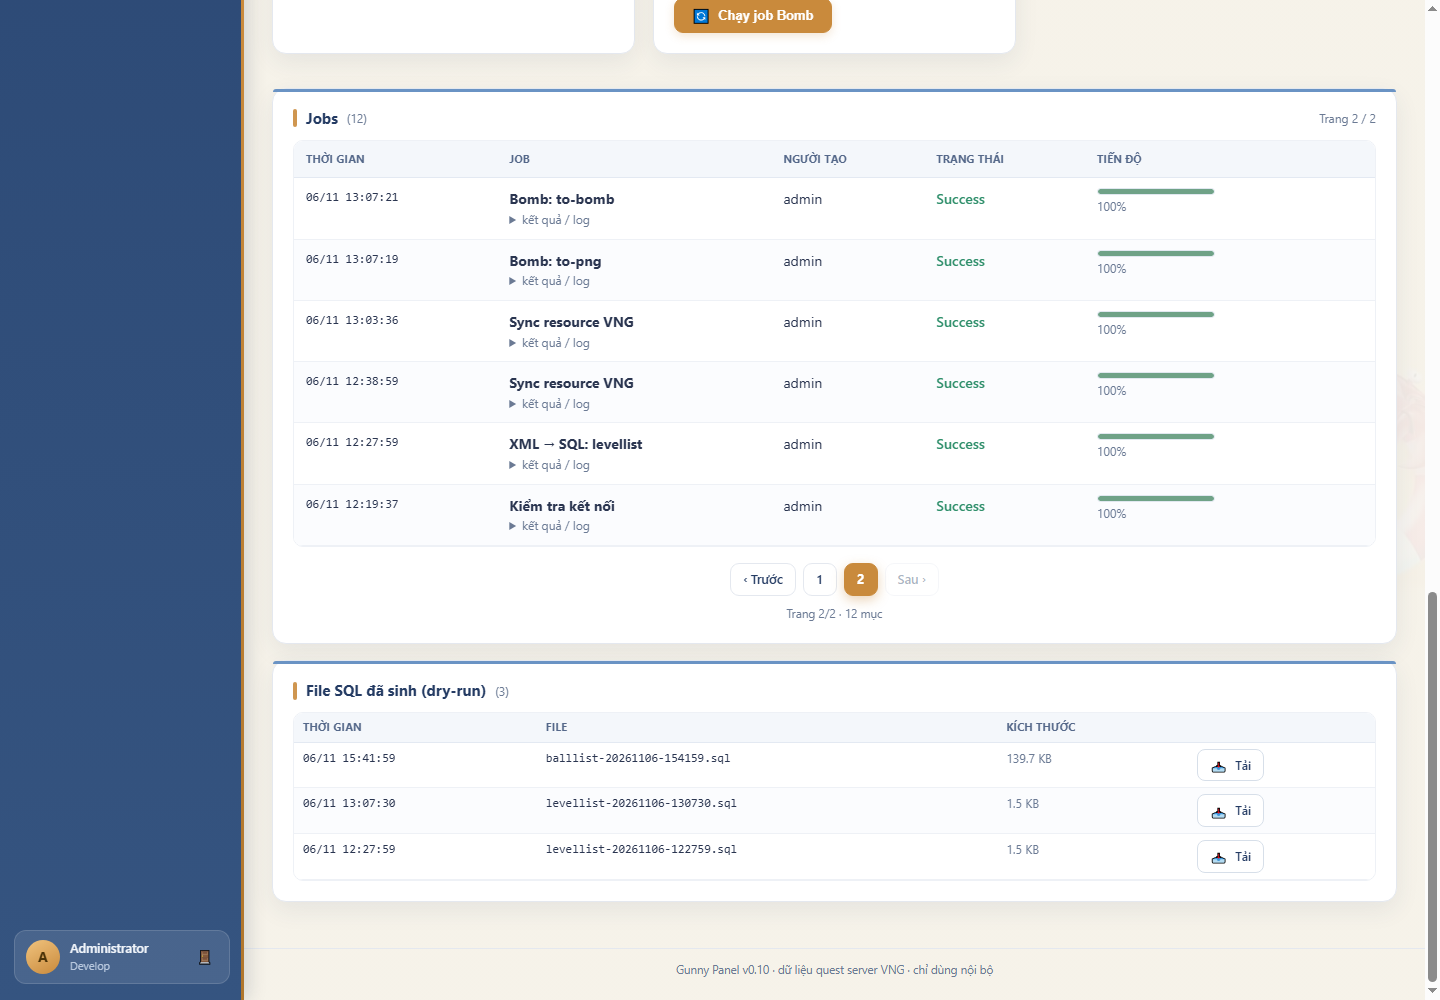 Chạy job Bomb
Jobs (12)
Trang 2 / 2
THỜI GIAN JOB NGƯỜI TẠO TRẠNG THÁI TIẾN ĐỘ
06/11 13:07:21 Bomb: to-bomb admin Success
▶ kết quả / log 100%
06/11 13:07:19 Bomb: to-png admin Success
▶ kết quả / log 100%
06/11 13:03:36 Sync resource VNG admin Success
▶ kết quả / log 100%
06/11 12:38:59 Sync resource VNG admin Success
▶ kết quả / log 100%
06/11 12:27:59 XML → SQL: levellist admin Success
▶ kết quả / log 100%
06/11 12:19:37 Kiểm tra kết nối admin Success
▶ kết quả / log 100%
‹ Trước 1 2 Sau ›
Trang 2/2 · 12 mục
File SQL đã sinh (dry-run) (3)
THỜI GIAN FILE KÍCH THƯỚC
06/11 15:41:59 balllist-20261106-154159.sql 139.7 KB Tải
06/11 13:07:30 levellist-20261106-130730.sql 1.5 KB Tải
06/11 12:27:59 levellist-20261106-122759.sql 1.5 KB Tải
A Administrator
Develop
Gunny Panel v0.10 · dữ liệu quest server VNG · chỉ dùng nội bộ